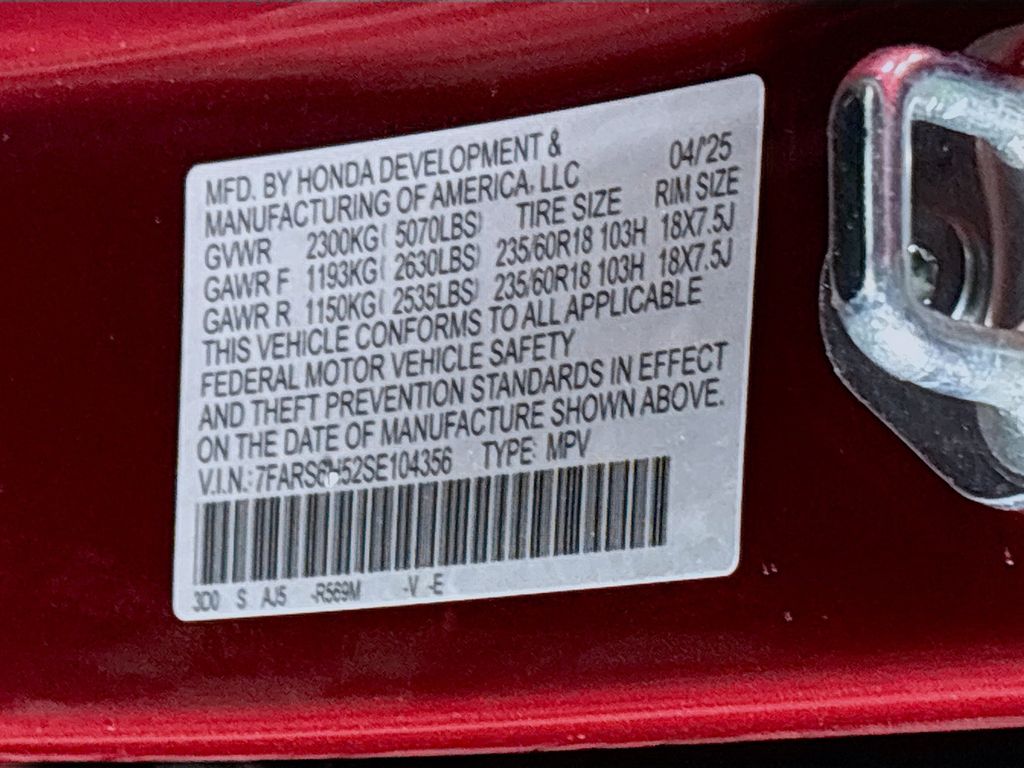 MFD. BY HONDA DEVELOPMENT &
MANUFACTURING OF AMERICA, LLC 04/'25
GVWR 2300KG( 5070LBS) TIRE SIZE RIM SIZE
GAWR F 1193KG( 2630LBS) 235/60R18 103H 18X7.5J
GAWR R 1150KG( 2535LBS) 235/60R18 103H 18X7.5J
THIS VEHICLE CONFORMS TO ALL APPLICABLE
FEDERAL MOTOR VEHICLE SAFETY
AND THEFT PREVENTION STANDARDS IN EFFECT
ON THE DATE OF MANUFACTURE SHOWN ABOVE.
V.I.N.: 7FARS6H52SE104356 TYPE: MPV
3D0 S AJ5 -R569M -V -E